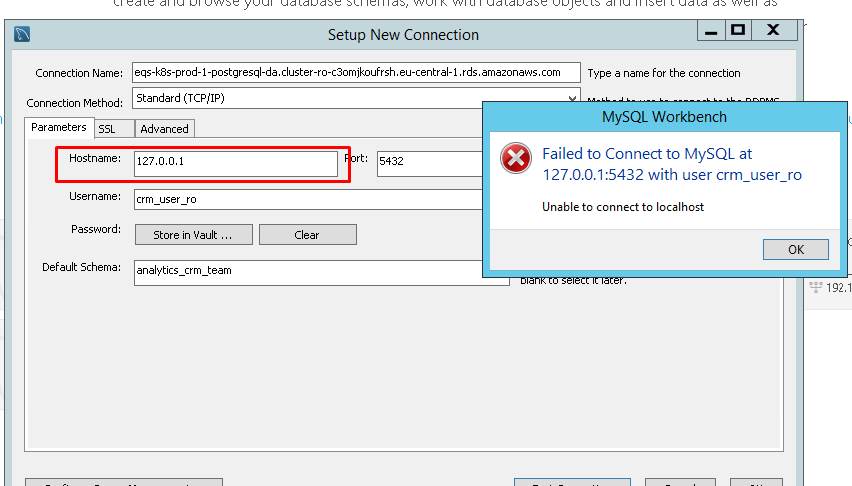 create and browse your database schemas, work with database objects and insert data as well as
Setup New Connection
Connection Name: eqs-k8s-prod-1-postgresql-da.cluster-ro-c3omjkoufrsh.eu-central-1.rds.amazonaws.com Type a name for the connection
Connection Method: Standard (TCP/IP) Method to use to connect to the RDBMS
Parameters SSL Advanced
MySQL Workbench
Hostname: 127.0.0.1 Port: 5432
Failed to Connect to MySQL at
127.0.0.1:5432 with user crm_user_ro
Username: crm_user_ro
Unable to connect to localhost
Password: Store in Vault ... Clear
OK
Default Schema: analytics_crm_team
blank to select it later.
192.1